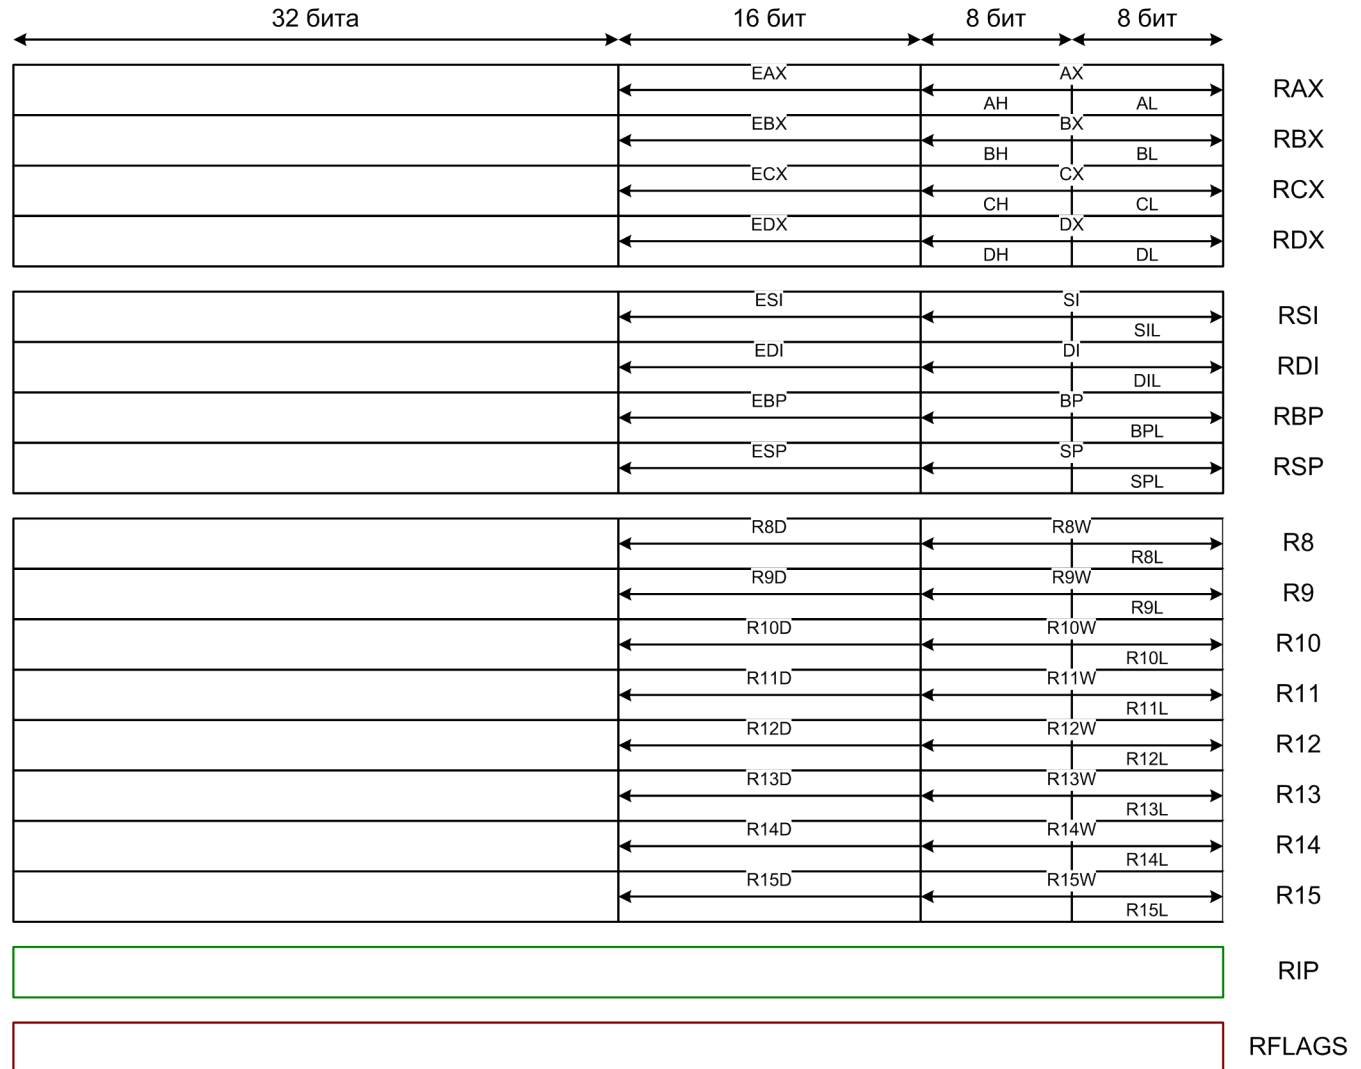 32 бита 16 бит 8 бит 8 бит
EAX AX
RAX
AH AL
EBX BX
RBX
BH BL
ECX CX
RCX
CH CL
EDX DX
RDX
DH DL
ESI SI
RSI
SIL
EDI DI
RDI
DIL
EBP BP
RBP
BPL
ESP SP
RSP
SPL
R8D R8W
R8
R8L
R9D R9W
R9
R9L
R10D R10W
R10
R10L
R11D R11W
R11
R11L
R12D R12W
R12
R12L
R13D R13W
R13
R13L
R14D R14W
R14
R14L
R15D R15W
R15
R15L
RIP
RFLAGS